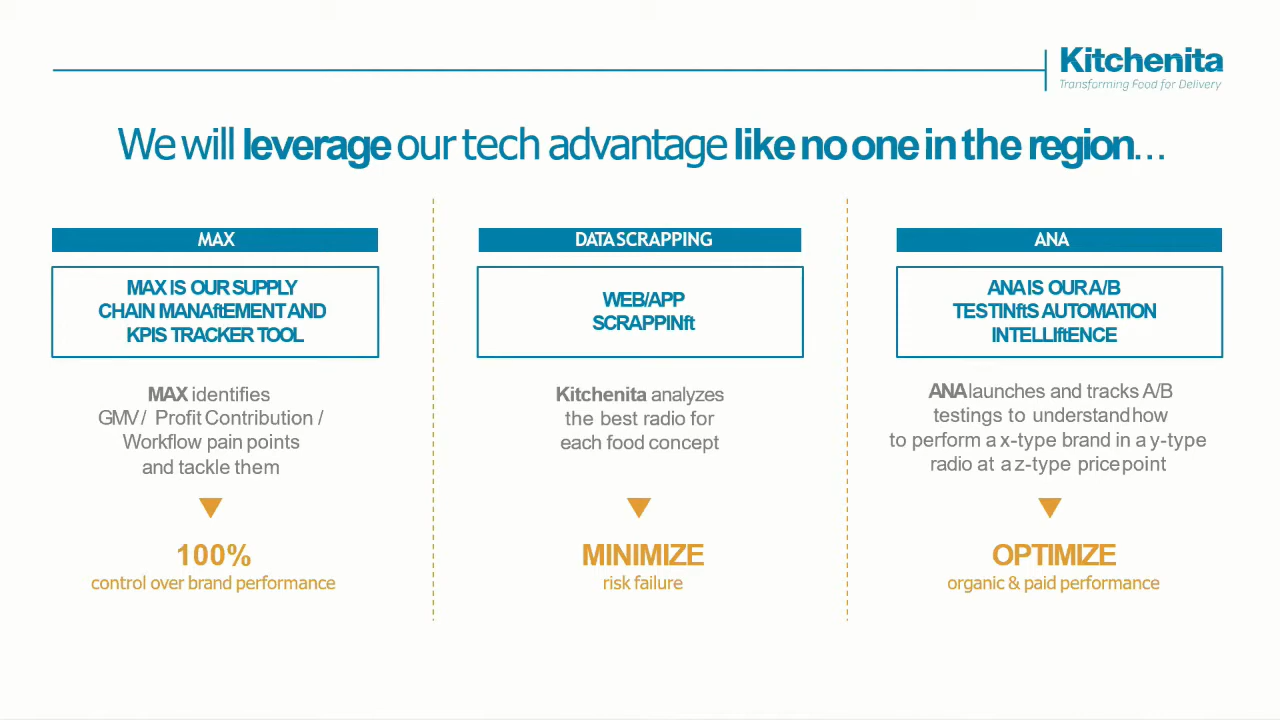 Kitchenita
Transforming Food for Delivery
We will leverage our tech advantage like no one in the region...
MAX
MAX IS OUR SUPPLY
CHAIN MANAftEMENT AND
KPIS TRACKER TOOL
MAX identifies
GMV / Profit Contribution /
Workflow pain points
and tackle them
100%
control over brand performance
DATA SCRAPPING
WEB/APP
SCRAPPINft
Kitchenita analyzes
the best radio for
each food concept
MINIMIZE
risk failure
ANA
ANA IS OUR A/B
TESTINftS AUTOMATION
INTELLIftENCE
ANA launches and tracks A/B
testings to understand how
to perform a x-type brand in a y-type
radio at a z-type price point
OPTIMIZE
organic & paid performance